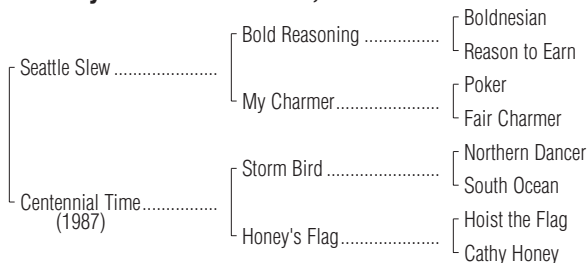 Boldnesian
Bold Reasoning ..................
Reason to Earn
Seattle Slew ........................
Poker
My Charmer........................
Fair Charmer
Northern Dancer
Storm Bird ..........................
South Ocean
Centennial Time.................
(1987)
Hoist the Flag
Honey's Flag.......................
Cathy Honey